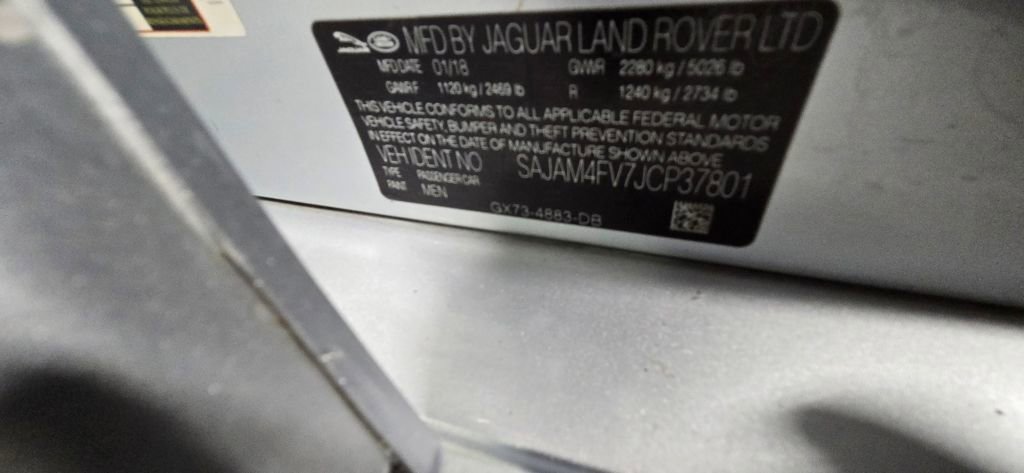 JAGUAR MFD BY JAGUAR LAND ROVER LTD
MFD DATE 01/18 GVWR 2280 kg / 5026 lb
GAWR F 1120 kg / 2469 lb R 1240 kg / 2734 lb
THIS VEHICLE CONFORMS TO ALL APPLICABLE FEDERAL MOTOR
VEHICLE SAFETY, BUMPER AND THEFT PREVENTION STANDARDS
IN EFFECT ON THE DATE OF MANUFACTURE SHOWN ABOVE
VEH IDENT NO SAJAM4FV7JCP37801
TYPE PASSENGER CAR
PAINT MEN
GX73-4883-DB